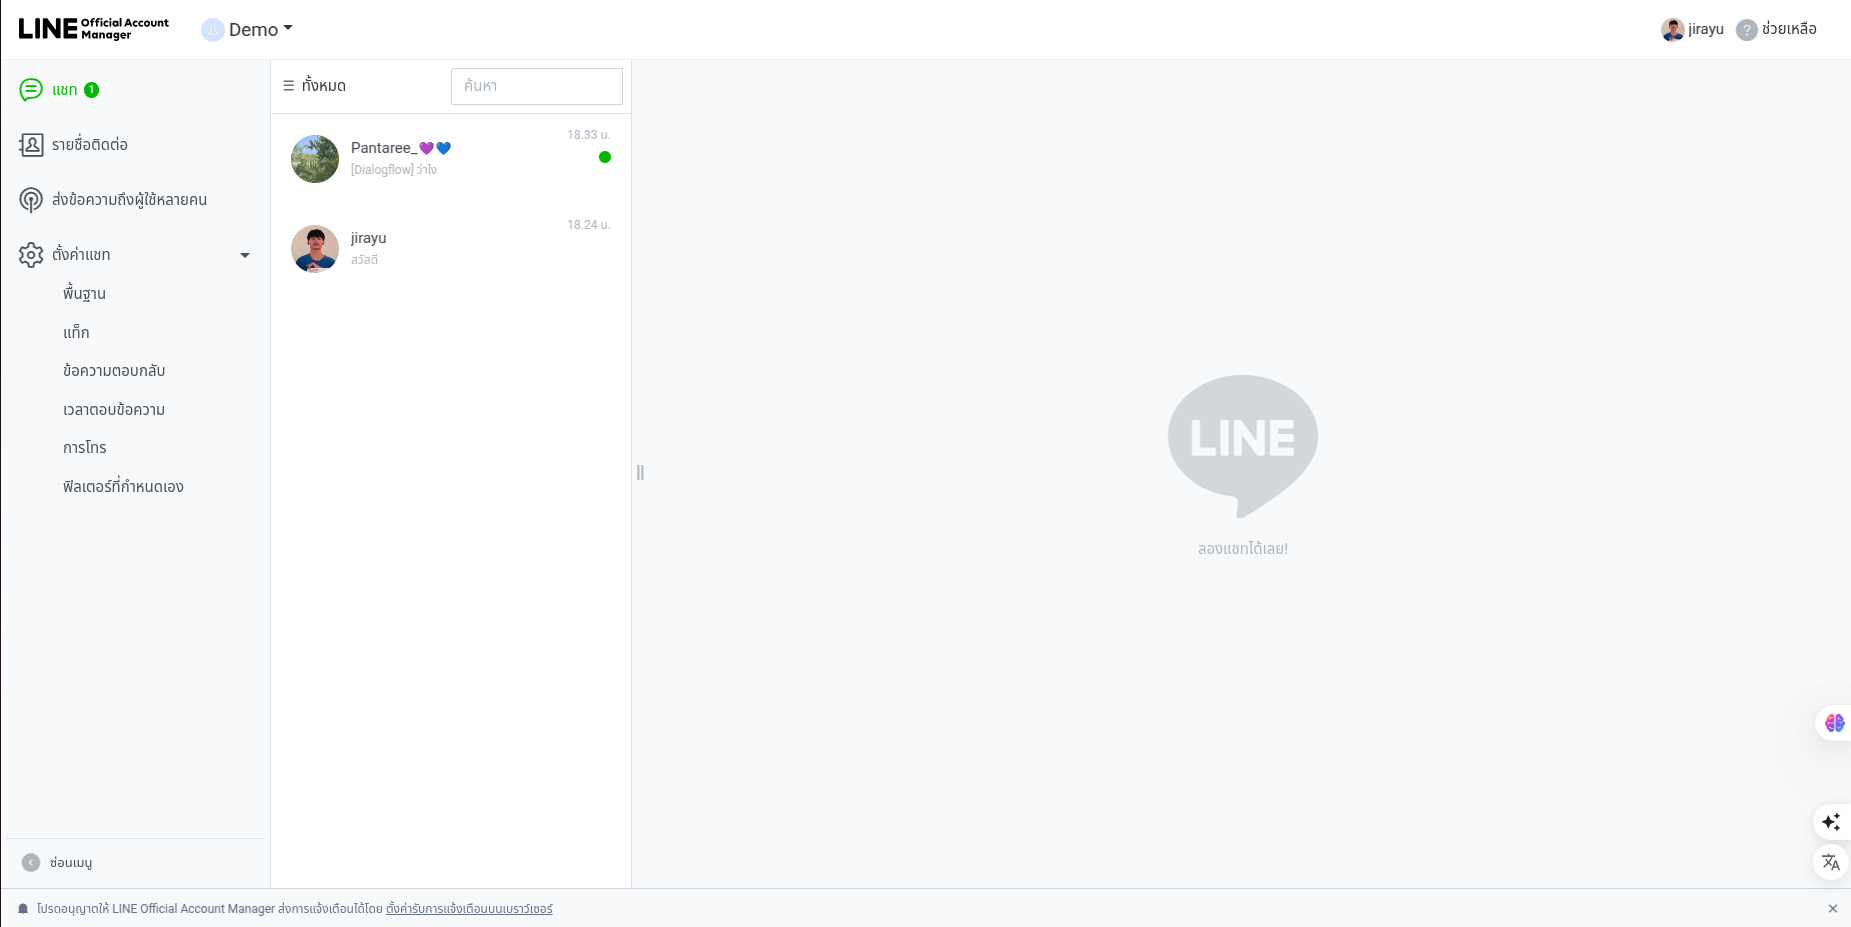 LINE Official Account Manager
Demo
jirayu
? ช่วยเหลือ
แชท 1
รายชื่อติดต่อ
ส่งข้อความถึงผู้ใช้หลายคน
ตั้งค่าแชท
พื้นฐาน
แท็ก
ข้อความตอบกลับ
เวลาตอบข้อความ
การโทร
ฟิลเตอร์ที่กำหนดเอง
ซ่อนเมนู
ทั้งหมด
ค้นหา
18.33 น.
Pantaree_💜💙
[Dialogflow] ว่าไง
18.24 น.
jirayu
สวัสดี
LINE
ลองแชทได้เลย!
โปรดอนุญาตให้ LINE Official Account Manager ส่งการแจ้งเตือนได้โดย ตั้งค่ารับการแจ้งเตือนบนเบราว์เซอร์